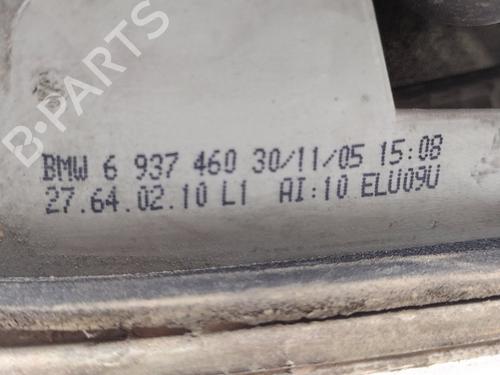 B-PARTS
BMW 6 937 460 30/11/05 15:08
27.64.02.10 L1 AI:10 ELU09U